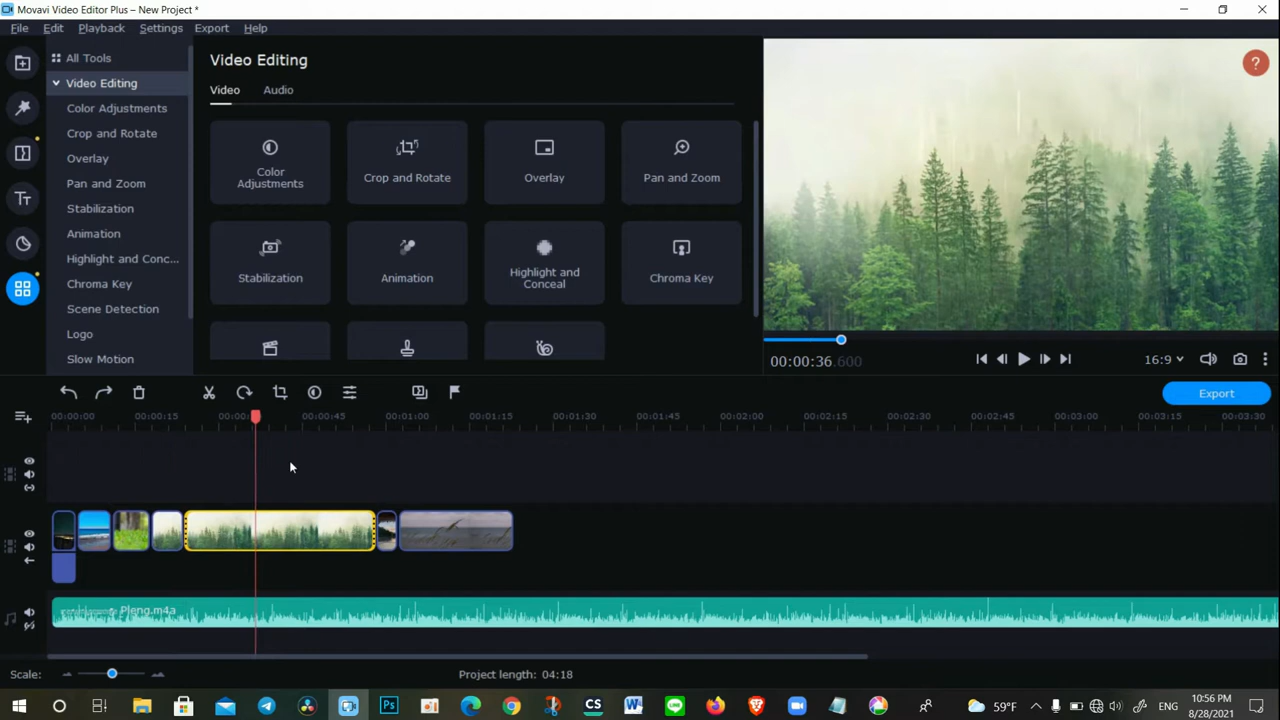 Movavi Video Editor Plus – New Project *
File Edit Playback Settings Export Help
All Tools
Video Editing
Color Adjustments
Crop and Rotate
Overlay
Pan and Zoom
Stabilization
Animation
Highlight and Conc...
Chroma Key
Scene Detection
Logo
Slow Motion
Video Editing
Video Audio
Color
Adjustments
Crop and Rotate
Overlay
Pan and Zoom
Stabilization
Animation
Highlight and
Conceal
Chroma Key
?
00:00:36.600
16:9
Export
00:00:00 00:00:15 00:00: 00:00:45 00:01:00 00:01:15 00:01:30 00:01:45 00:02:00 00:02:15 00:02:30 00:02:45 00:03:00 00:03:15 00:03:30
Pleng.m4a
Scale:
Project length: 04:18
Ps
CS
W
59°F
ENG
10:56 PM
8/28/2021